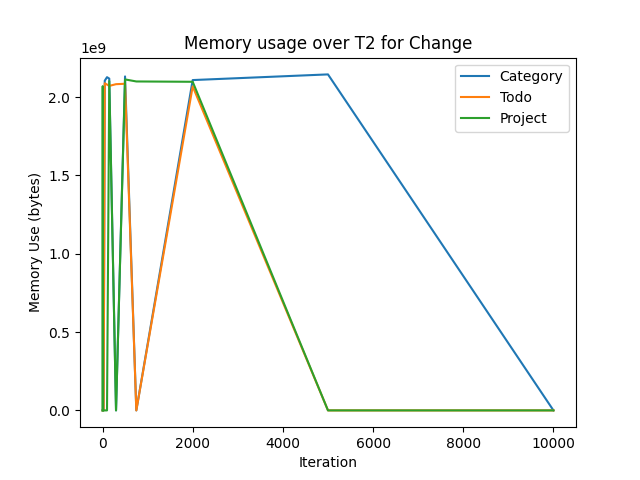 Memory usage over T2 for Change
1e9
Category
Todo
Project
2.0
1.5
1.0
0.5
0.0
Memory Use (bytes)
0 2000 4000 6000 8000 10000
Iteration